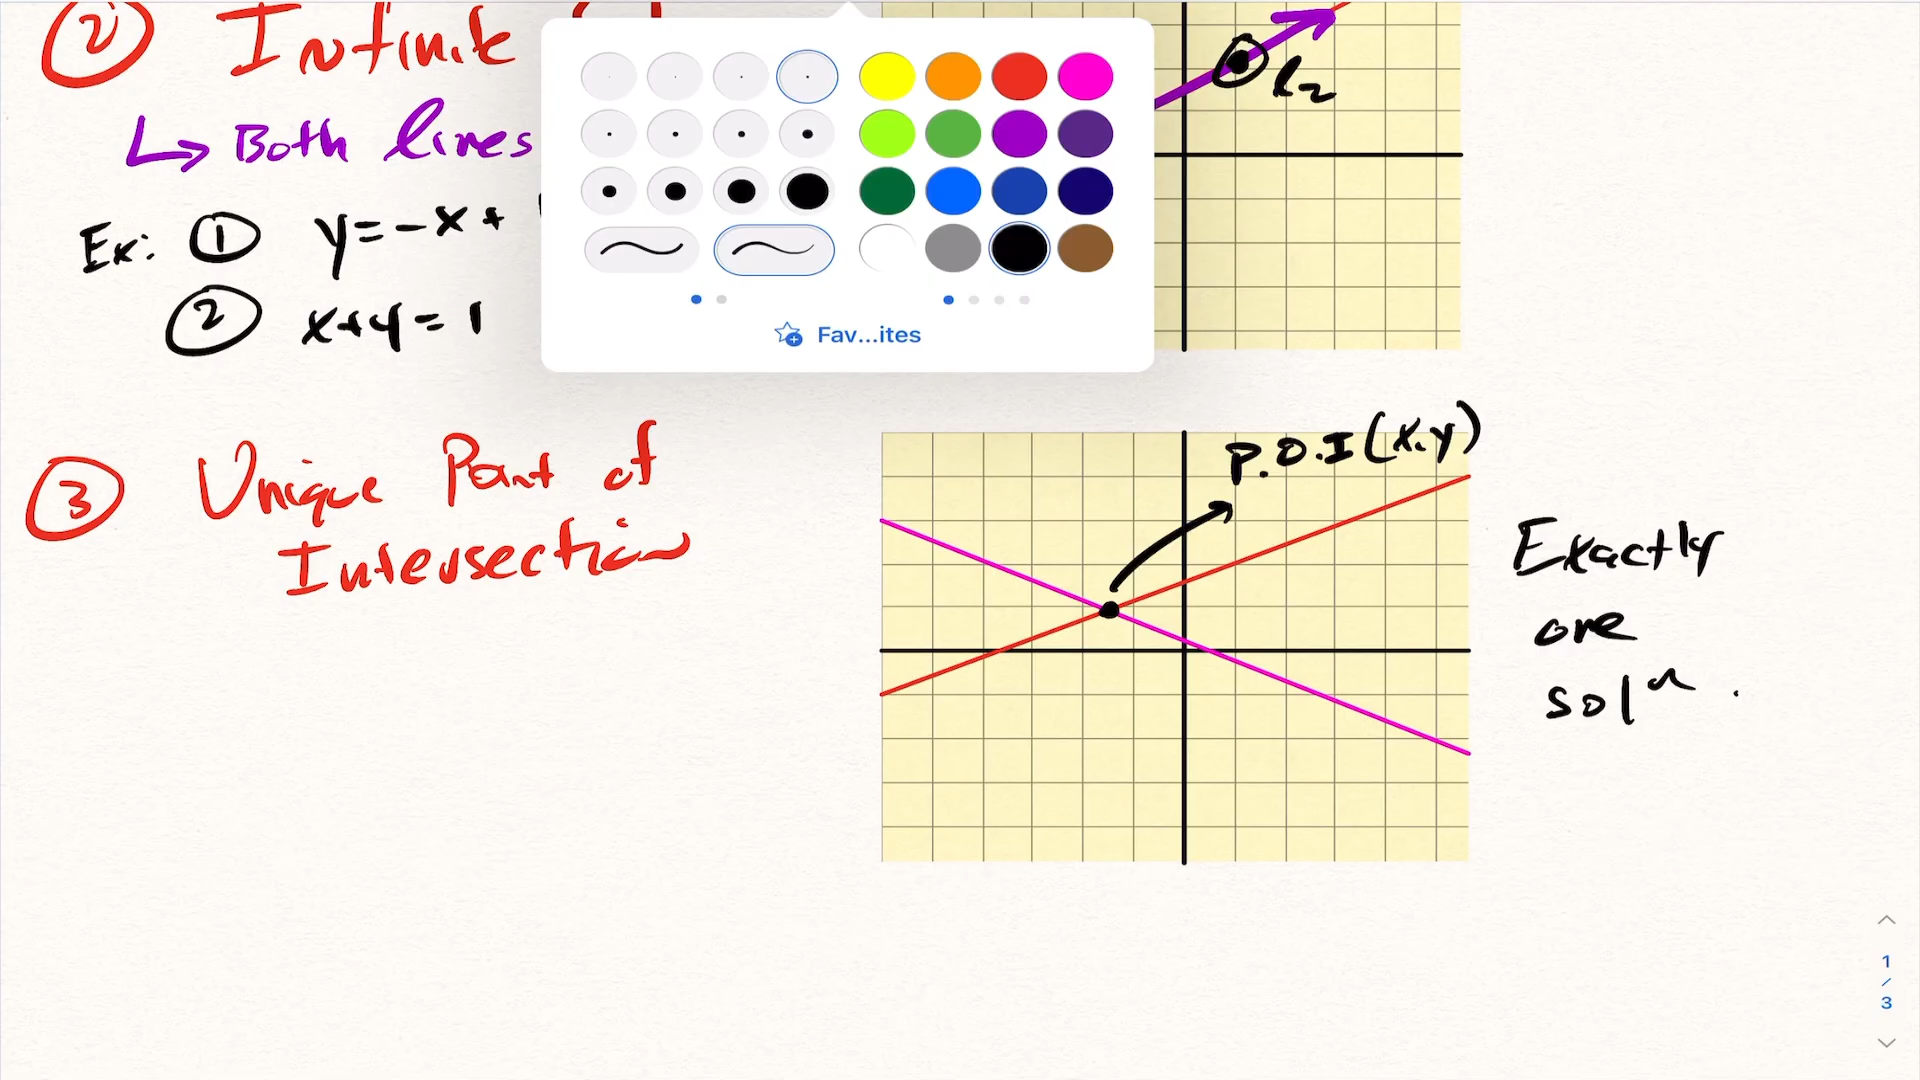 ② Infinite
↳ Both lines
l₂
Ex: ① y=-x+
② x+y=1
Fav...ites
③ Unique Point of
Intersection
P.O.I (x,y)
Exactly
one
solⁿ.
1
/
3